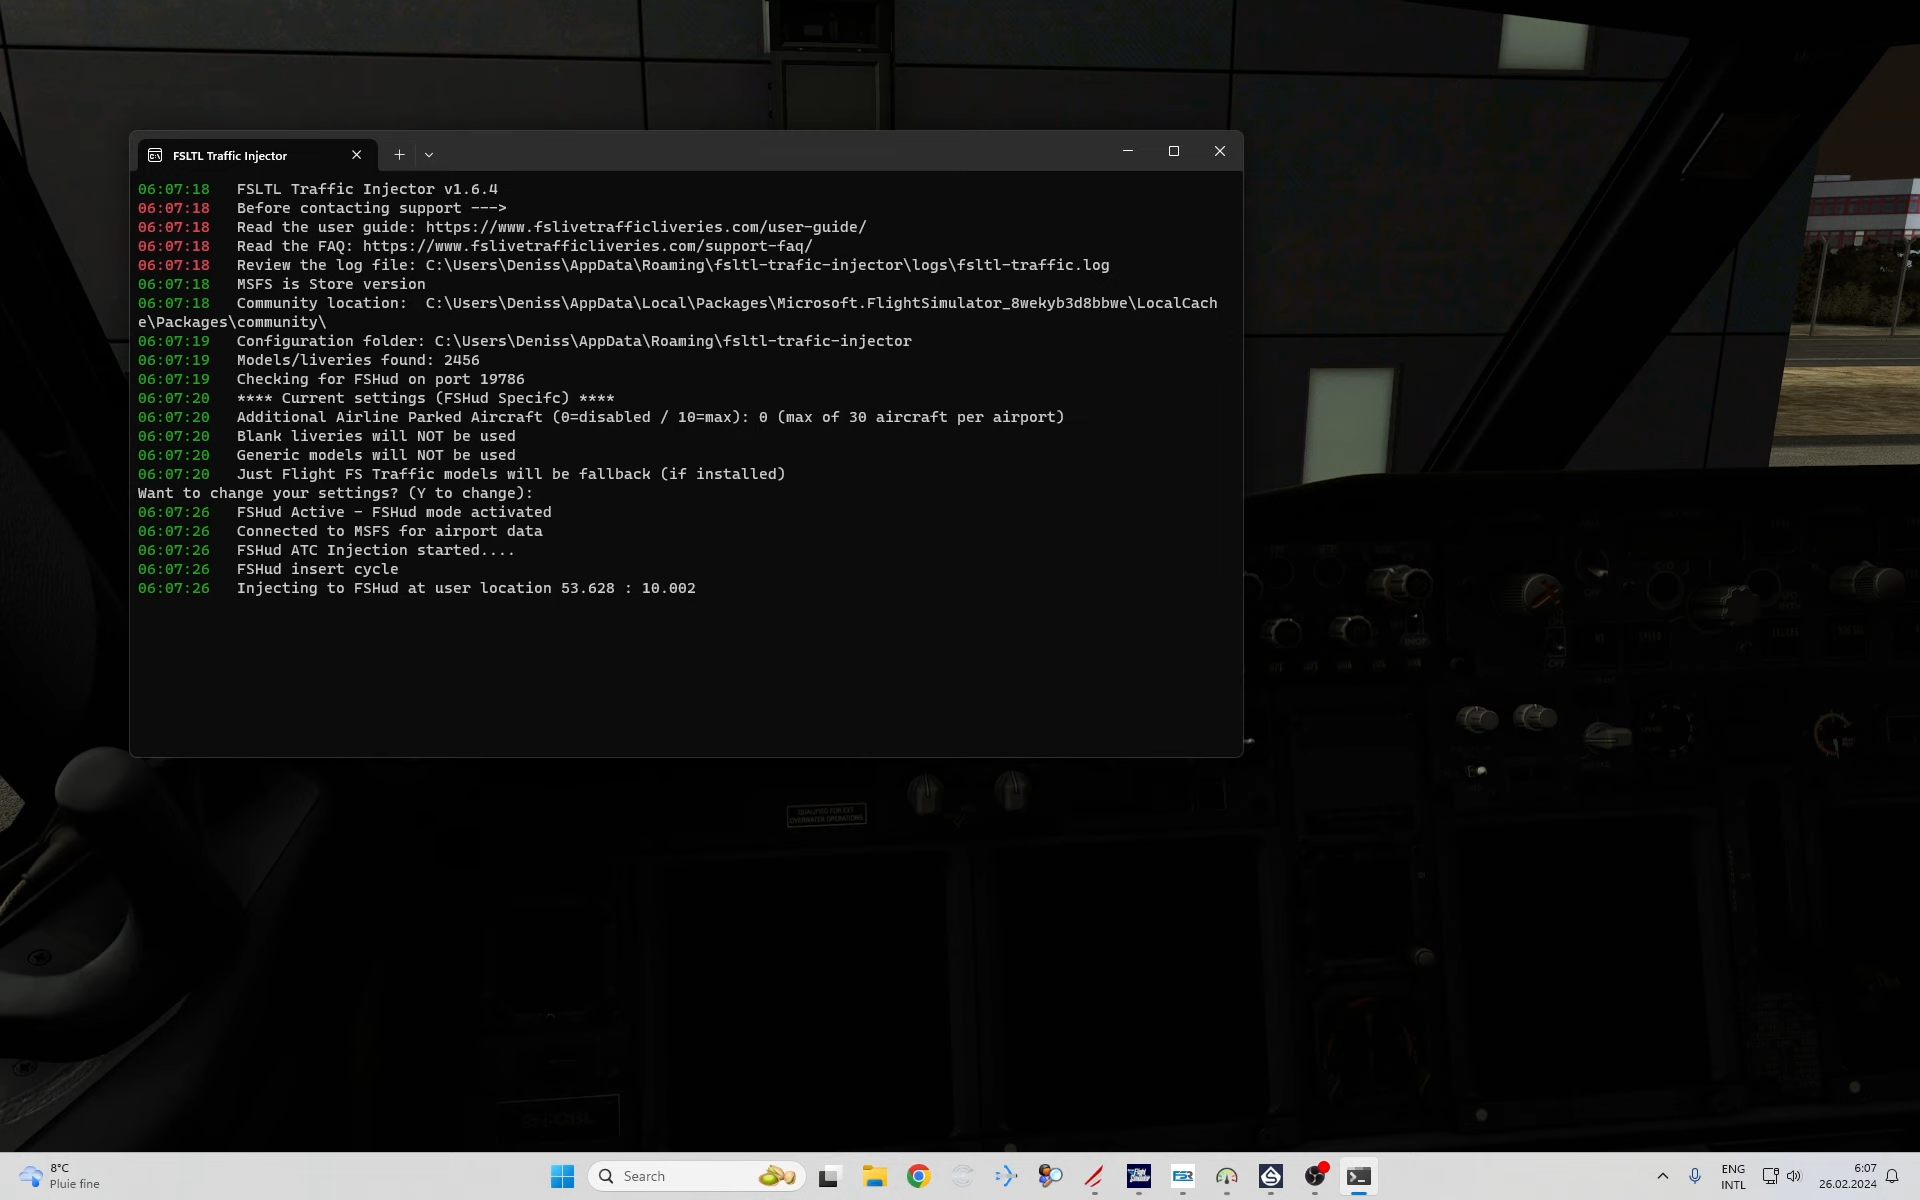 FSLTL Traffic Injector
06:07:18 FSLTL Traffic Injector v1.6.4
06:07:18 Before contacting support --->
06:07:18 Read the user guide: https://www.fslivetrafficliveries.com/user-guide/
06:07:18 Read the FAQ: https://www.fslivetrafficliveries.com/support-faq/
06:07:18 Review the log file: C:\Users\Deniss\AppData\Roaming\fsltl-trafic-injector\logs\fsltl-traffic.log
06:07:18 MSFS is Store version
06:07:18 Community location: C:\Users\Deniss\AppData\Local\Packages\Microsoft.FlightSimulator_8wekyb3d8bbwe\LocalCach
e\Packages\community\
06:07:19 Configuration folder: C:\Users\Deniss\AppData\Roaming\fsltl-trafic-injector
06:07:19 Models/liveries found: 2456
06:07:19 Checking for FSHud on port 19786
06:07:20 **** Current settings (FSHud Specifc) ****
06:07:20 Additional Airline Parked Aircraft (0=disabled / 10=max): 0 (max of 30 aircraft per airport)
06:07:20 Blank liveries will NOT be used
06:07:20 Generic models will NOT be used
06:07:20 Just Flight FS Traffic models will be fallback (if installed)
Want to change your settings? (Y to change):
06:07:26 FSHud Active - FSHud mode activated
06:07:26 Connected to MSFS for airport data
06:07:26 FSHud ATC Injection started....
06:07:26 FSHud insert cycle
06:07:26 Injecting to FSHud at user location 53.628 : 10.002
QUALIFIED FOR EXT
OVERWATER OPERATIONS
8°C
Pluie fine
Search
ENG
INTL
6:07
26.02.2024